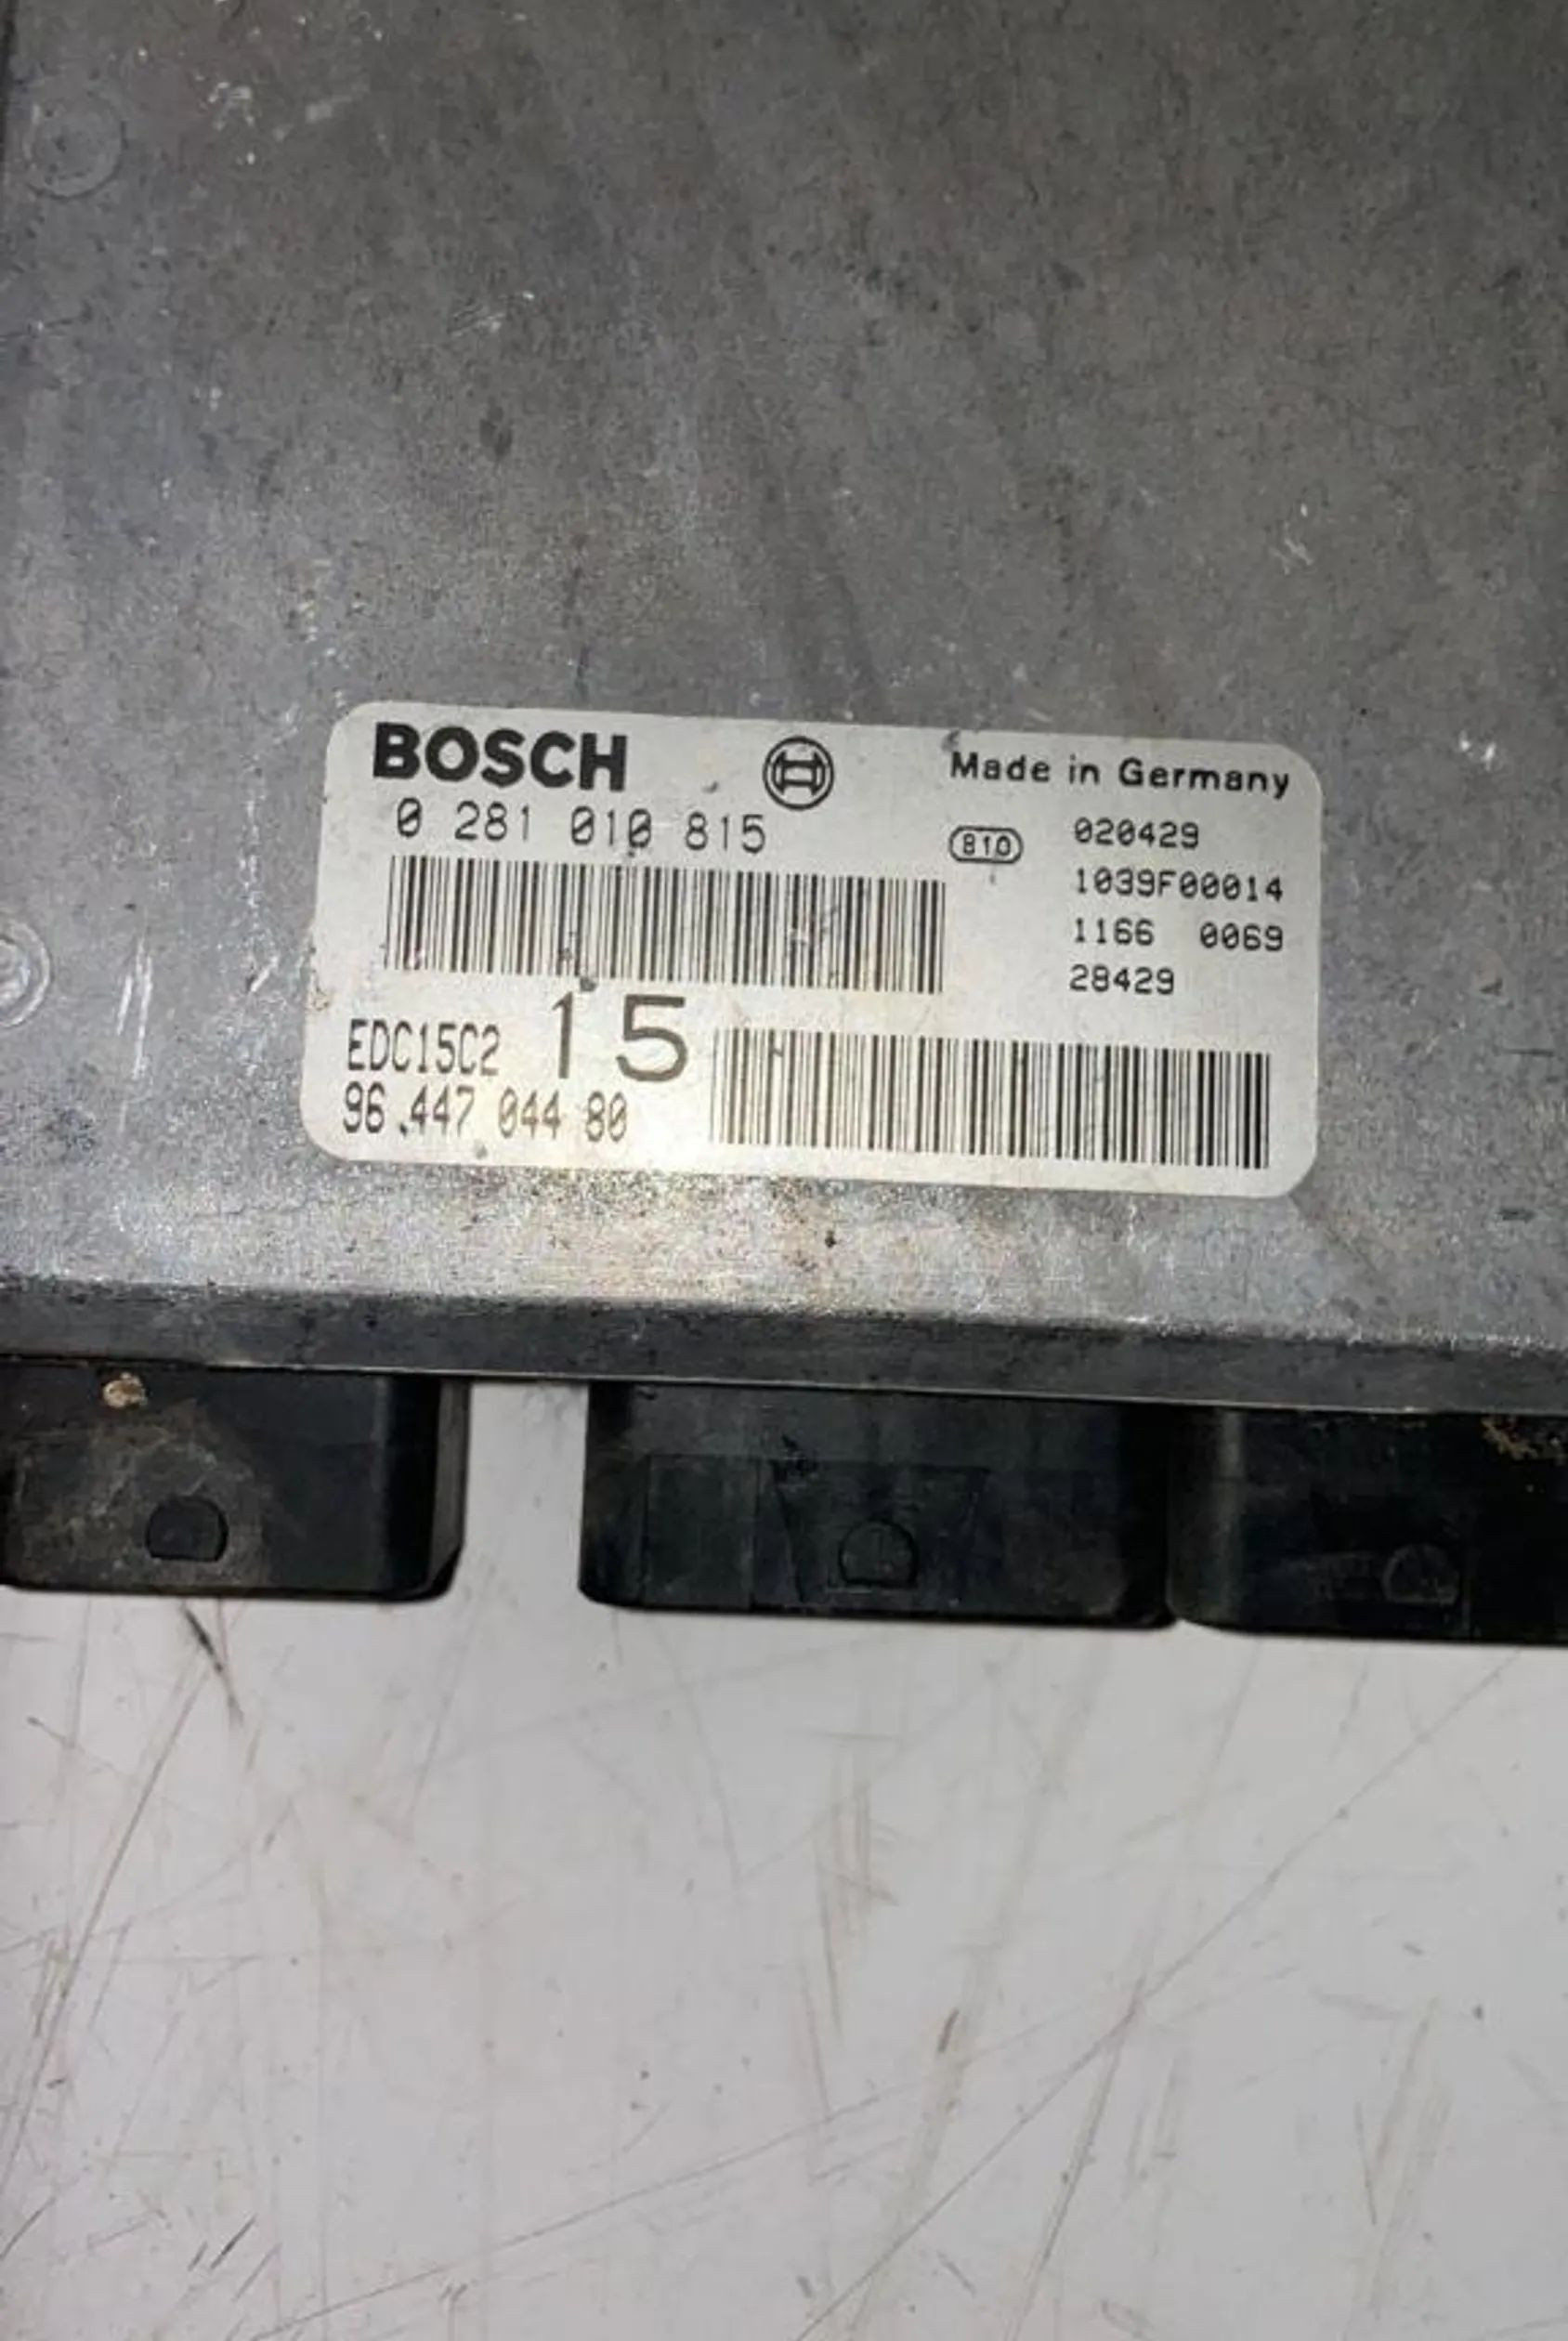 BOSCH
Made in Germany
0 281 010 815
810
020429
1039F00014
1166 0069
28429
EDC15C2 15
96.447 044 80